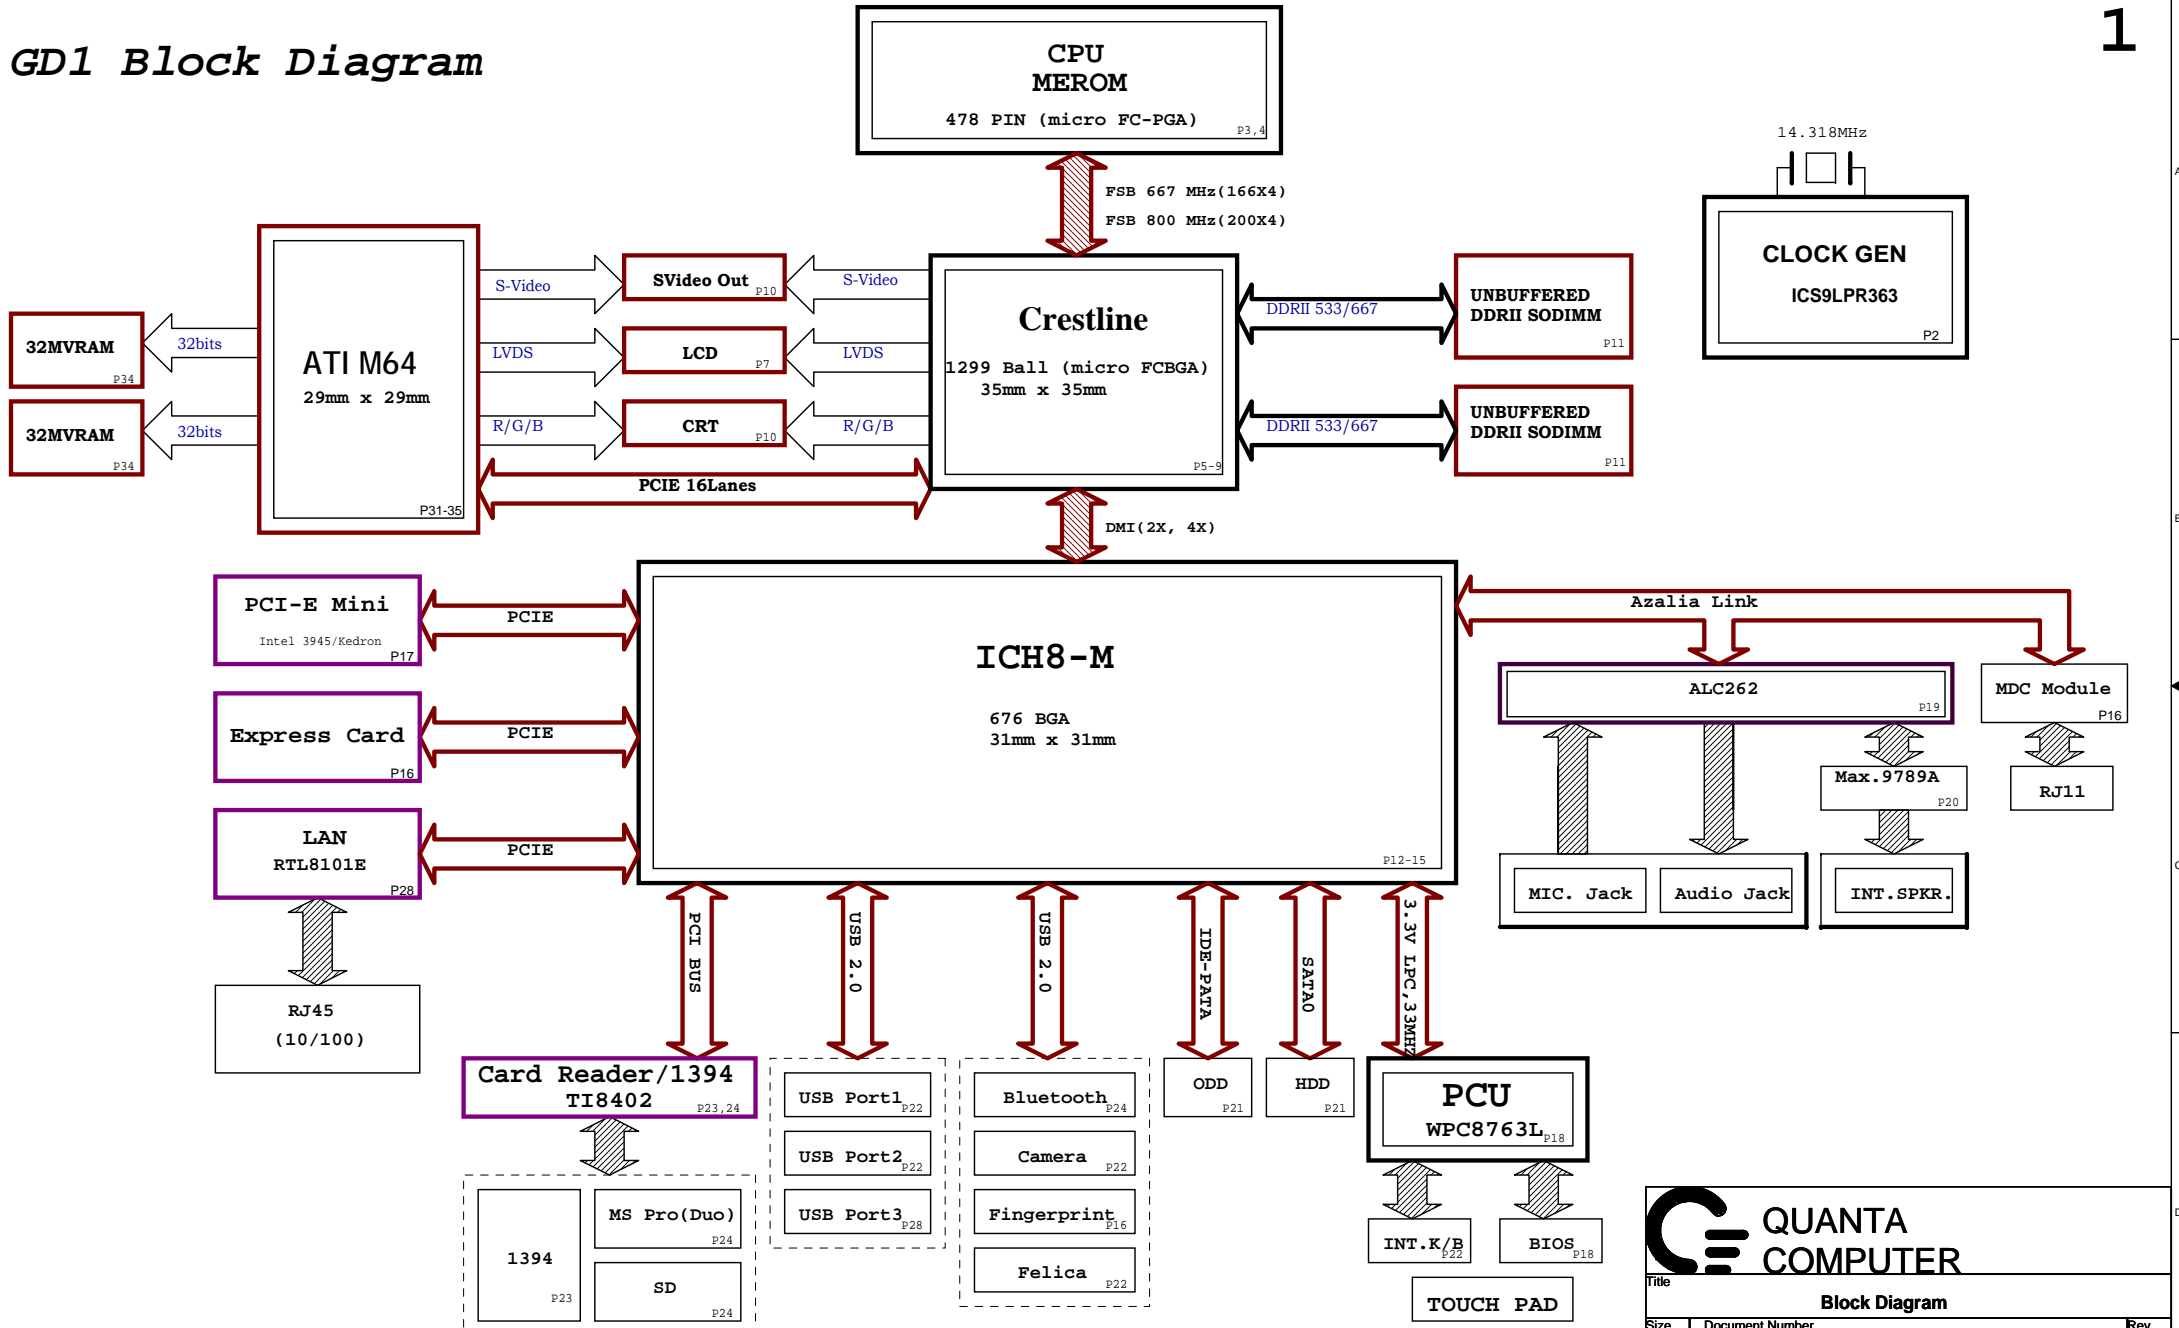 GD1 Block Diagram
1
CPU
MEROM
478 PIN (micro FC-PGA)
P3,4
FSB 667 MHz(166X4)
FSB 800 MHz(200X4)
14.318MHz
CLOCK GEN
ICS9LPR363
P2
32MVRAM
P34
32MVRAM
P34
32bits
32bits
ATI M64
29mm x 29mm
P31-35
S-Video
LVDS
R/G/B
SVideo Out
P10
LCD
P7
CRT
P10
S-Video
LVDS
R/G/B
PCIE 16Lanes
Crestline
1299 Ball (micro FCBGA)
35mm x 35mm
P5-9
DDRII 533/667
DDRII 533/667
UNBUFFERED
DDRII SODIMM
P11
UNBUFFERED
DDRII SODIMM
P11
DMI(2X, 4X)
PCI-E Mini
Intel 3945/Kedron
P17
PCIE
Express Card
P16
PCIE
LAN
RTL8101E
P28
PCIE
RJ45
(10/100)
ICH8-M
676 BGA
31mm x 31mm
P12-15
Azalia Link
ALC262
P19
MDC Module
P16
Max.9789A
P20
RJ11
MIC. Jack
Audio Jack
INT.SPKR.
PCI BUS
USB 2.0
USB 2.0
IDE-PATA
SATA0
3.3V LPC,33MHZ
Card Reader/1394
TI8402
P23,24
1394
P23
MS Pro(Duo)
P24
SD
P24
USB Port1
P22
USB Port2
P22
USB Port3
P28
Bluetooth
P24
Camera
P22
Fingerprint
P16
Felica
P22
ODD
P21
HDD
P21
PCU
WPC8763L
P18
INT.K/B
P22
BIOS
P18
TOUCH PAD
QUANTA
COMPUTER
Title
Block Diagram
Size
Document Number
Rev